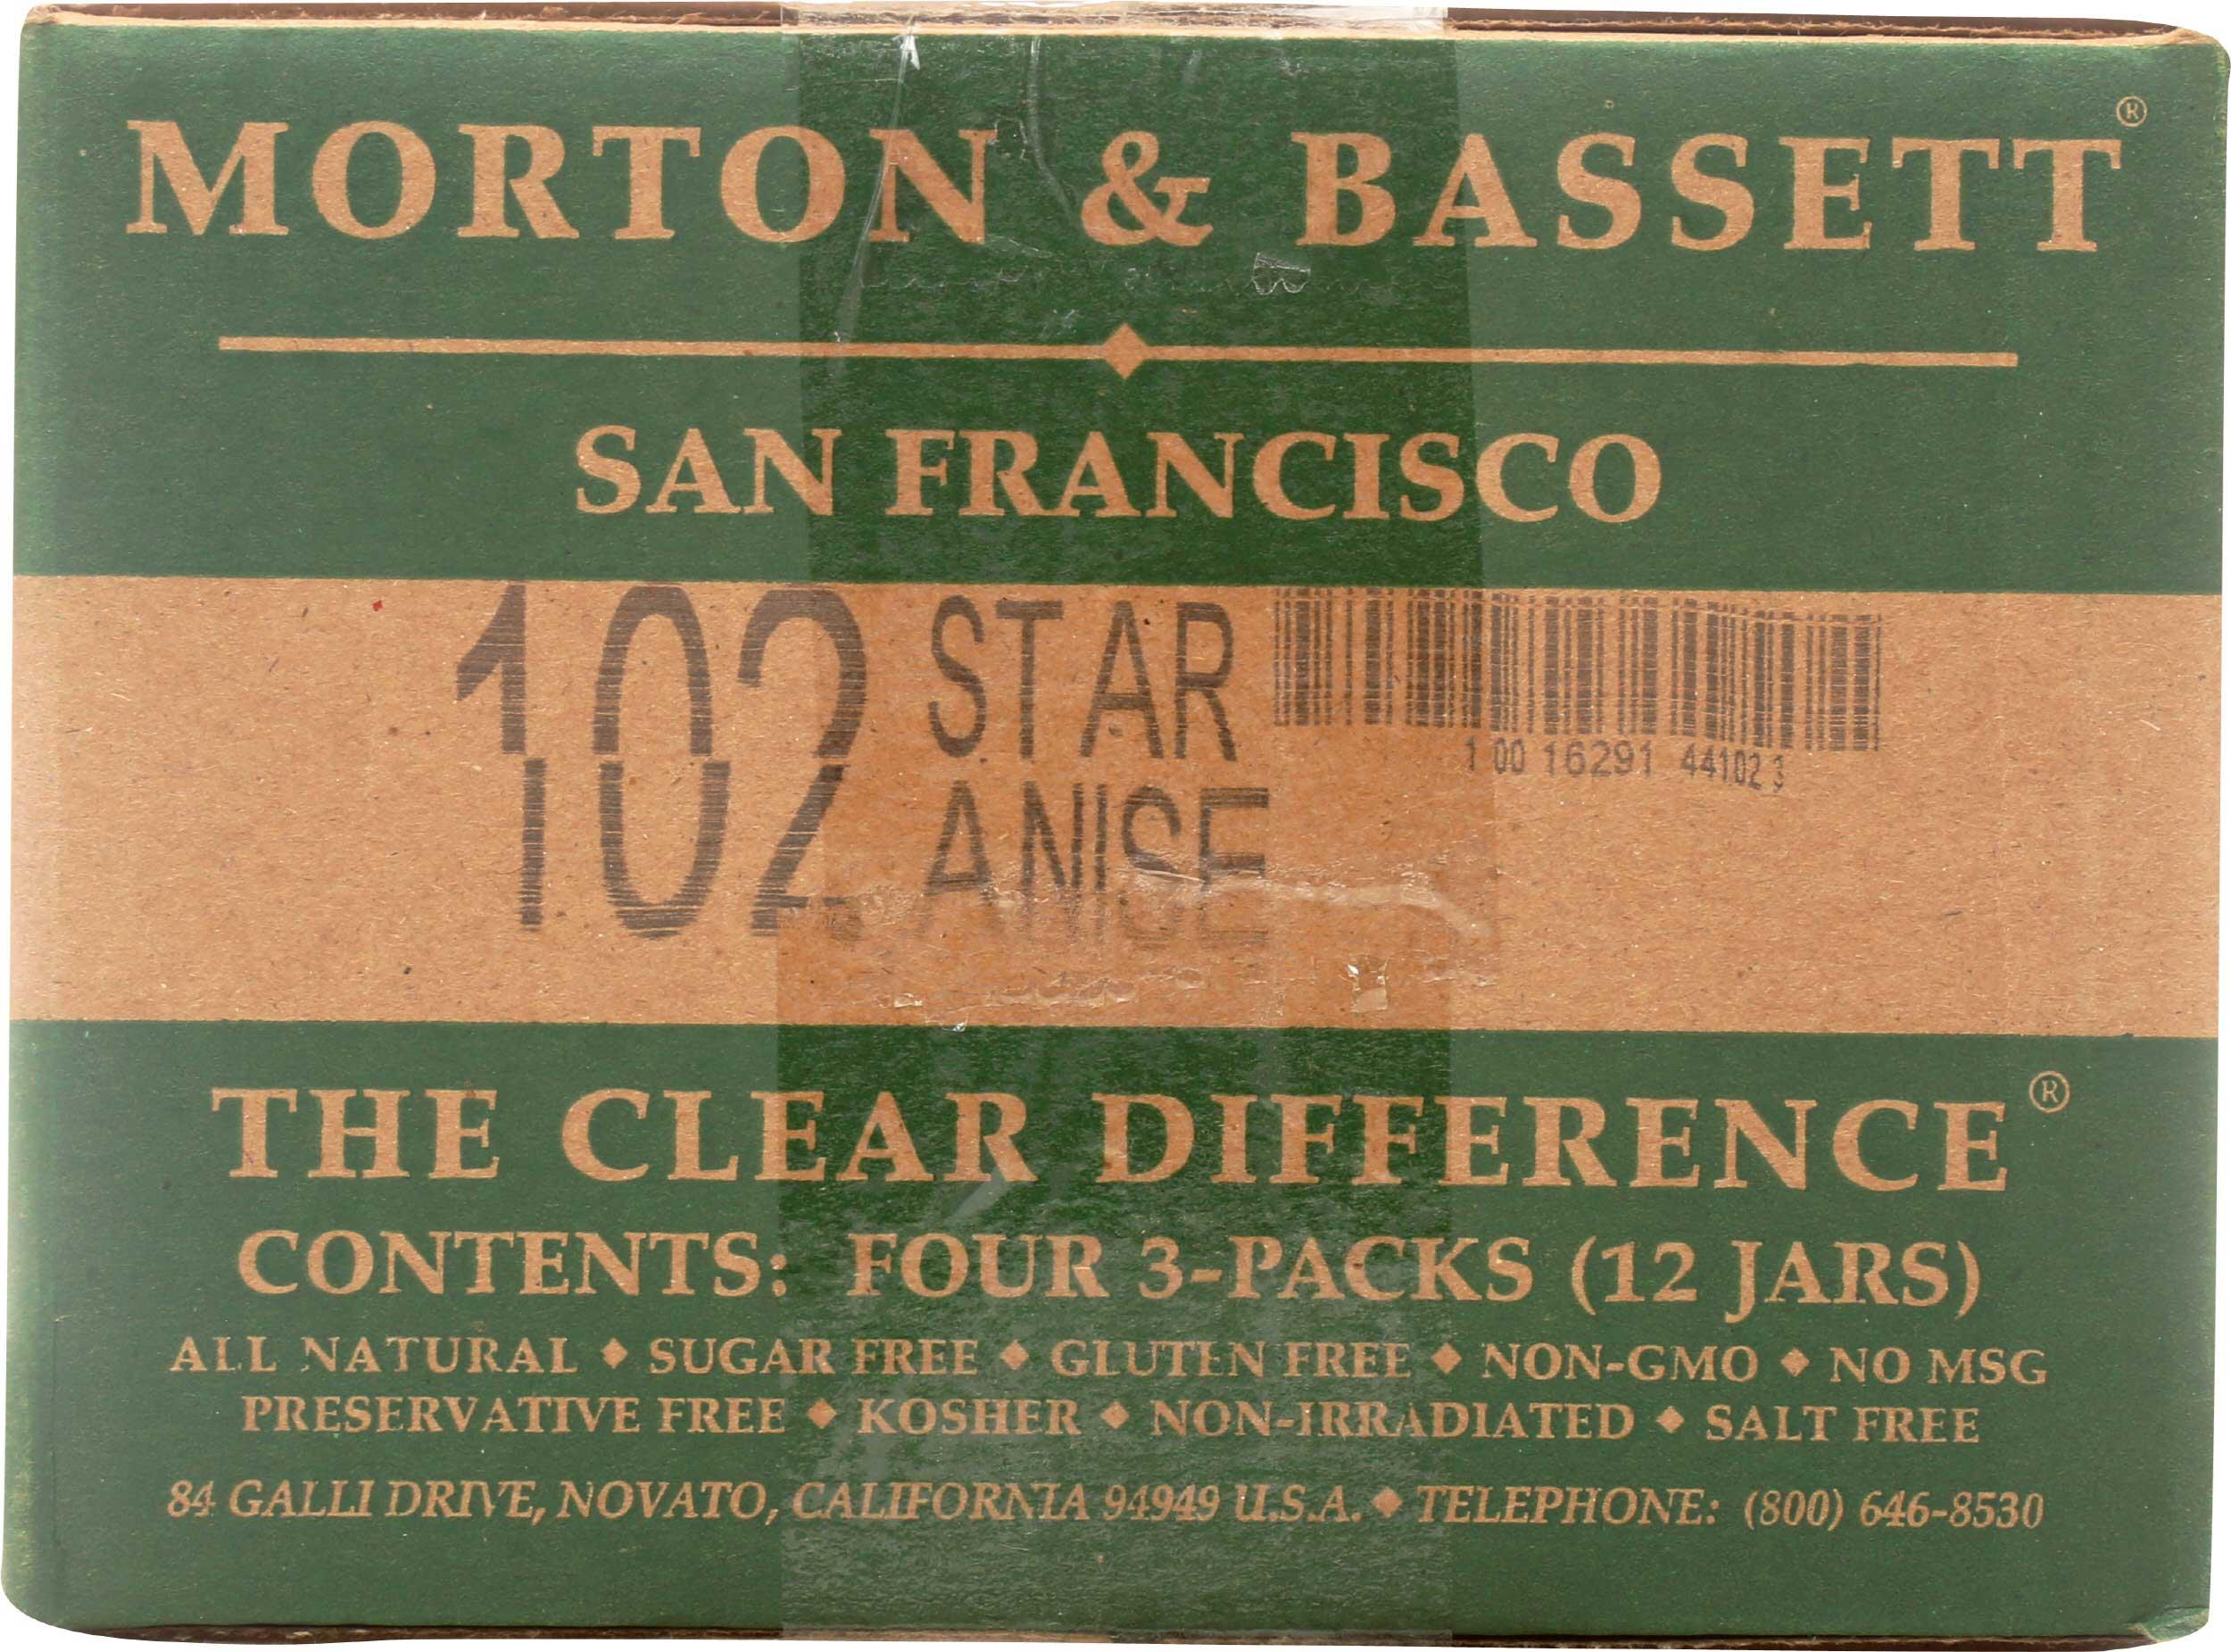 MORTON & BASSETT®
SAN FRANCISCO
102 STAR
ANISE
1 00 16291 44102 3
THE CLEAR DIFFERENCE®
CONTENTS: FOUR 3-PACKS (12 JARS)
ALL NATURAL ◆ SUGAR FREE ◆ GLUTEN FREE ◆ NON-GMO ◆ NO MSG
PRESERVATIVE FREE ◆ KOSHER ◆ NON-IRRADIATED ◆ SALT FREE
84 GALLI DRIVE, NOVATO, CALIFORNIA 94949 U.S.A. ◆ TELEPHONE: (800) 646-8530